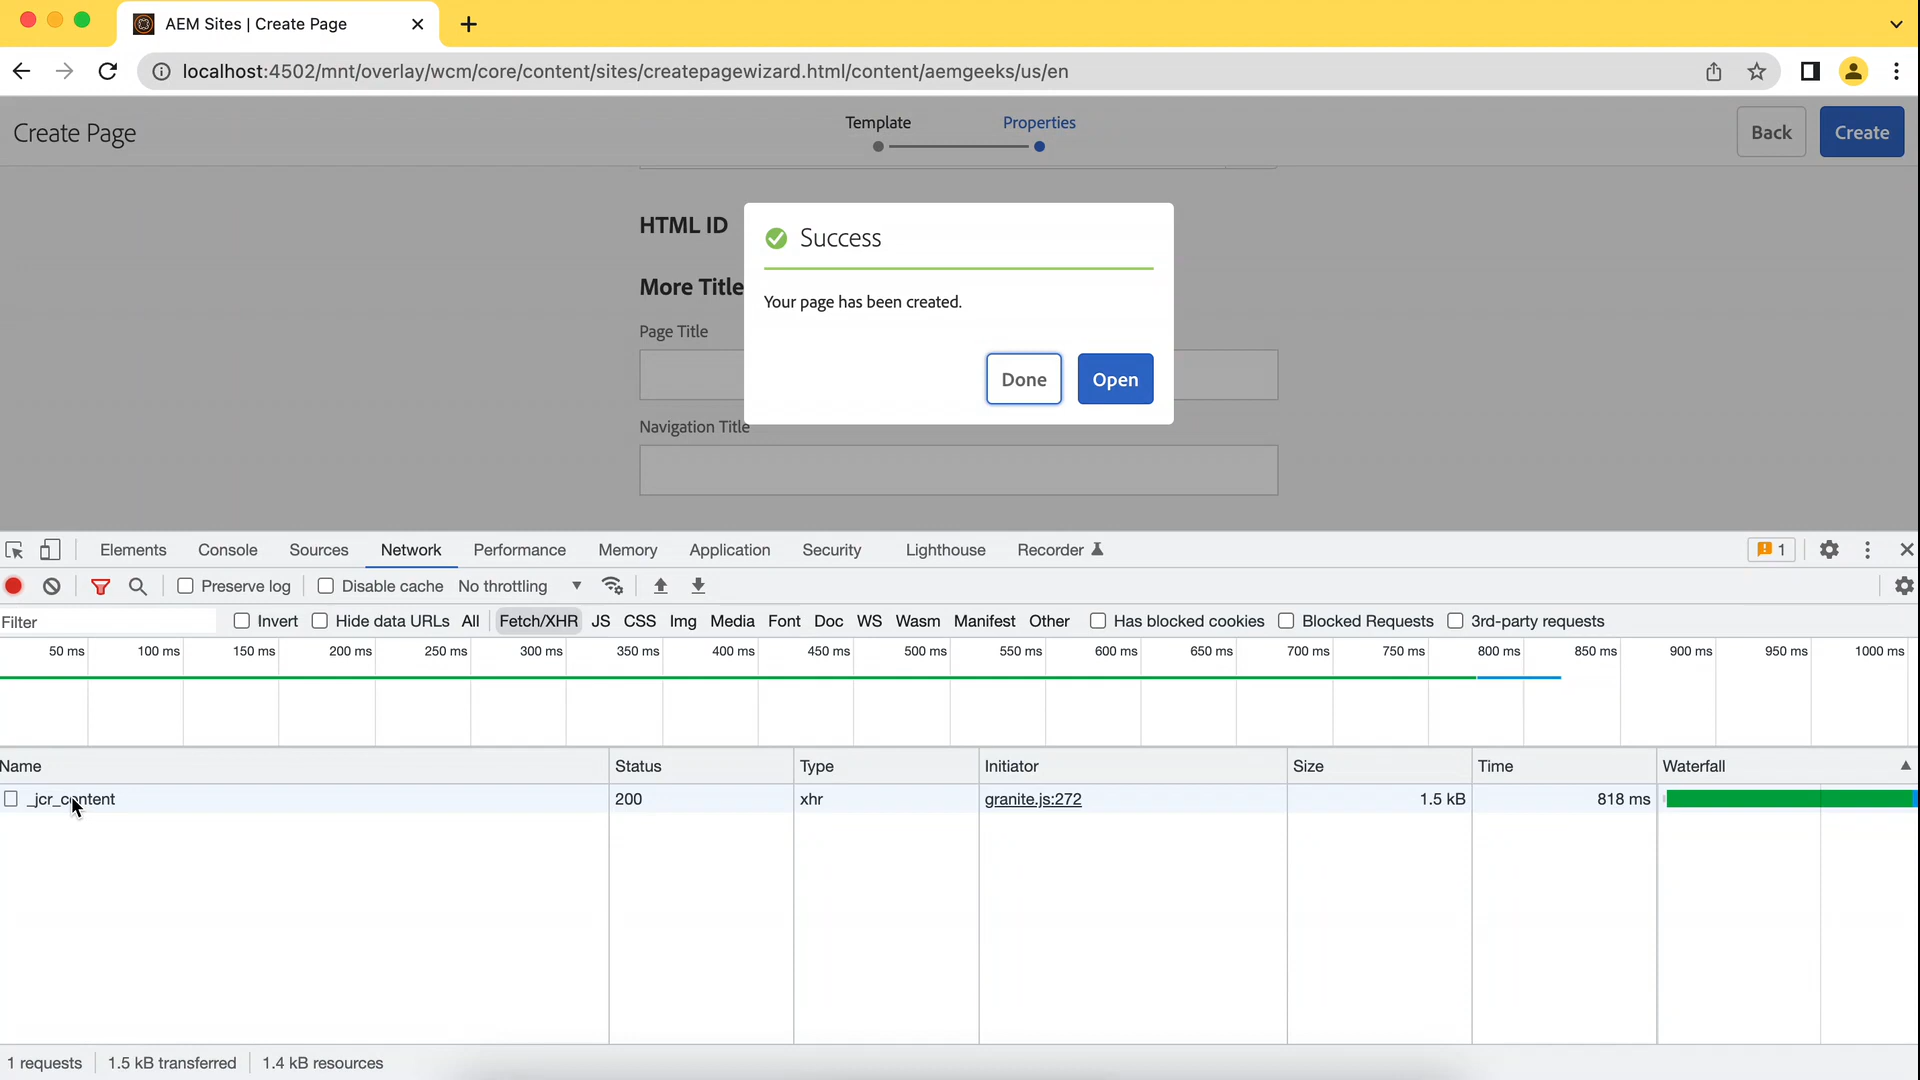 AEM Sites | Create Page
localhost:4502/mnt/overlay/wcm/core/content/sites/createpagewizard.html/content/aemgeeks/us/en
Create Page
Template
Properties
Back
Create
HTML ID
More Title
Page Title
Navigation Title
Success
Your page has been created.
Done
Open
Elements Console Sources Network Performance Memory Application Security Lighthouse Recorder 1
Preserve log Disable cache No throttling
Filter Invert Hide data URLs All Fetch/XHR JS CSS Img Media Font Doc WS Wasm Manifest Other Has blocked cookies Blocked Requests 3rd-party requests
50 ms 100 ms 150 ms 200 ms 250 ms 300 ms 350 ms 400 ms 450 ms 500 ms 550 ms 600 ms 650 ms 700 ms 750 ms 800 ms 850 ms 900 ms 950 ms 1000 ms
Name Status Type Initiator Size Time Waterfall
_jcr_content 200 xhr granite.js:272 1.5 kB 818 ms
1 requests 1.5 kB transferred 1.4 kB resources